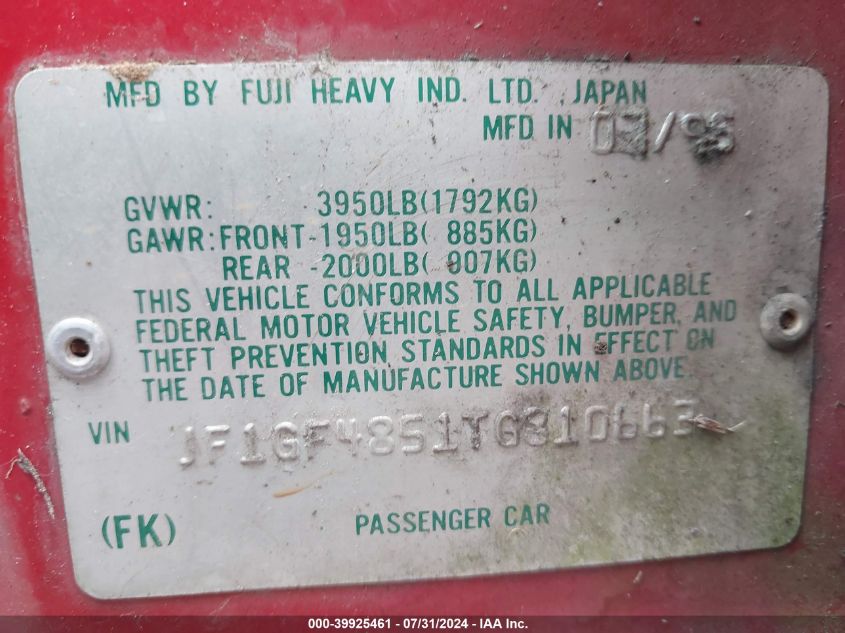 MFD BY FUJI HEAVY IND. LTD. , JAPAN
MFD IN 03/96
GVWR: 3950LB(1792KG)
GAWR:FRONT-1950LB( 885KG)
REAR -2000LB( 907KG)
THIS VEHICLE CONFORMS TO ALL APPLICABLE
FEDERAL MOTOR VEHICLE SAFETY, BUMPER, AND
THEFT PREVENTION STANDARDS IN EFFECT ON
THE DATE OF MANUFACTURE SHOWN ABOVE.
VIN JF1GF4851TG810663
(FK) PASSENGER CAR
000-39925461 - 07/31/2024 - IAA Inc.